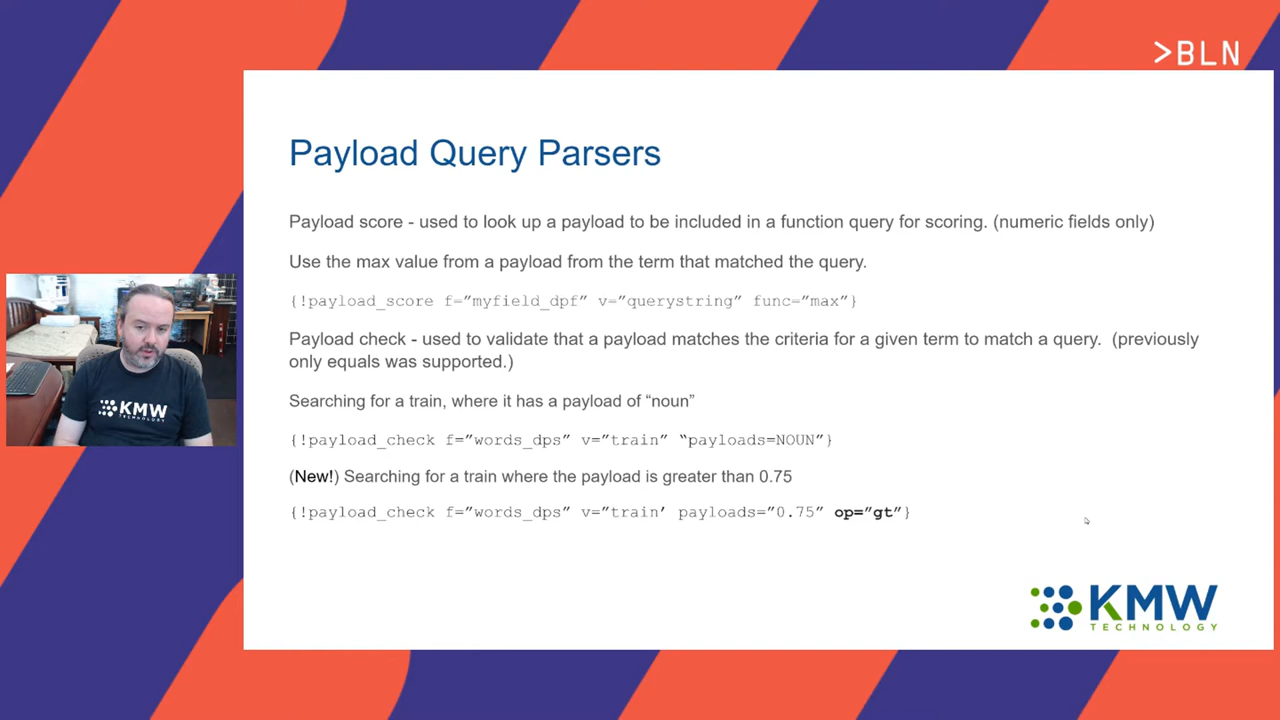 >BLN
Payload Query Parsers
Payload score - used to look up a payload to be included in a function query for scoring. (numeric fields only)
Use the max value from a payload from the term that matched the query.
{!payload_score f=”myfield_dpf” v=”querystring” func=”max”}
Payload check - used to validate that a payload matches the criteria for a given term to match a query.  (previously
only equals was supported.)
Searching for a train, where it has a payload of “noun”
{!payload_check f=”words_dps” v=”train” “payloads=NOUN”}
(New!) Searching for a train where the payload is greater than 0.75
{!payload_check f=”words_dps” v=”train’ payloads=”0.75” op=”gt”}
KMW
TECHNOLOGY
KMW
TECHNOLOGY